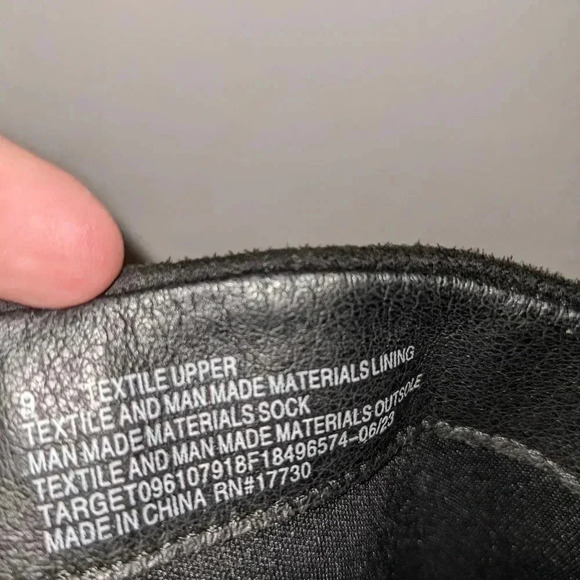 9 TEXTILE UPPER
TEXTILE AND MAN MADE MATERIALS LINING
MAN MADE MATERIALS SOCK
TEXTILE AND MAN MADE MATERIALS OUTSOLE
TARGET096107918F18496574-06/23
MADE IN CHINA RN#17730